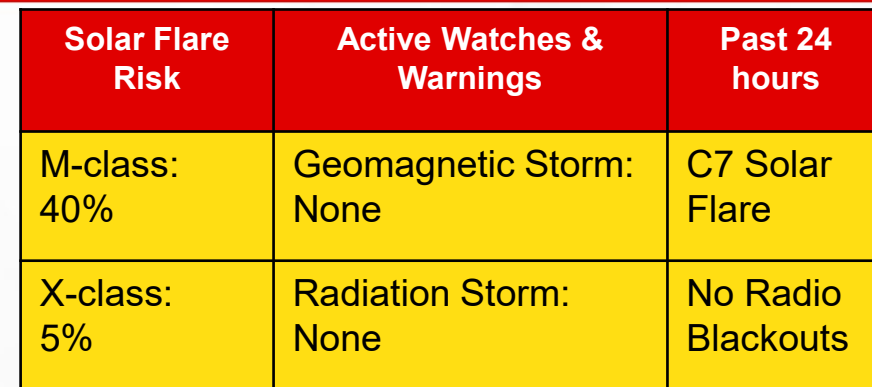 Solar Flare
Risk
Active Watches &
Warnings
Past 24
hours
M-class:
40%
Geomagnetic Storm:
None
C7 Solar
Flare
X-class:
5%
Radiation Storm:
None
No Radio
Blackouts